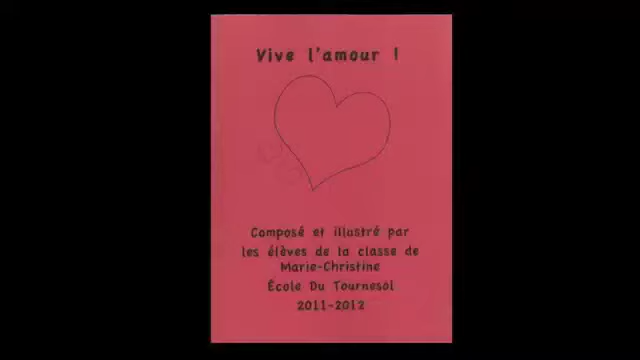 Vive l'amour !
Composé et illustré par
les élèves de la classe de
Marie-Christine
École Du Tournesol
2011-2012